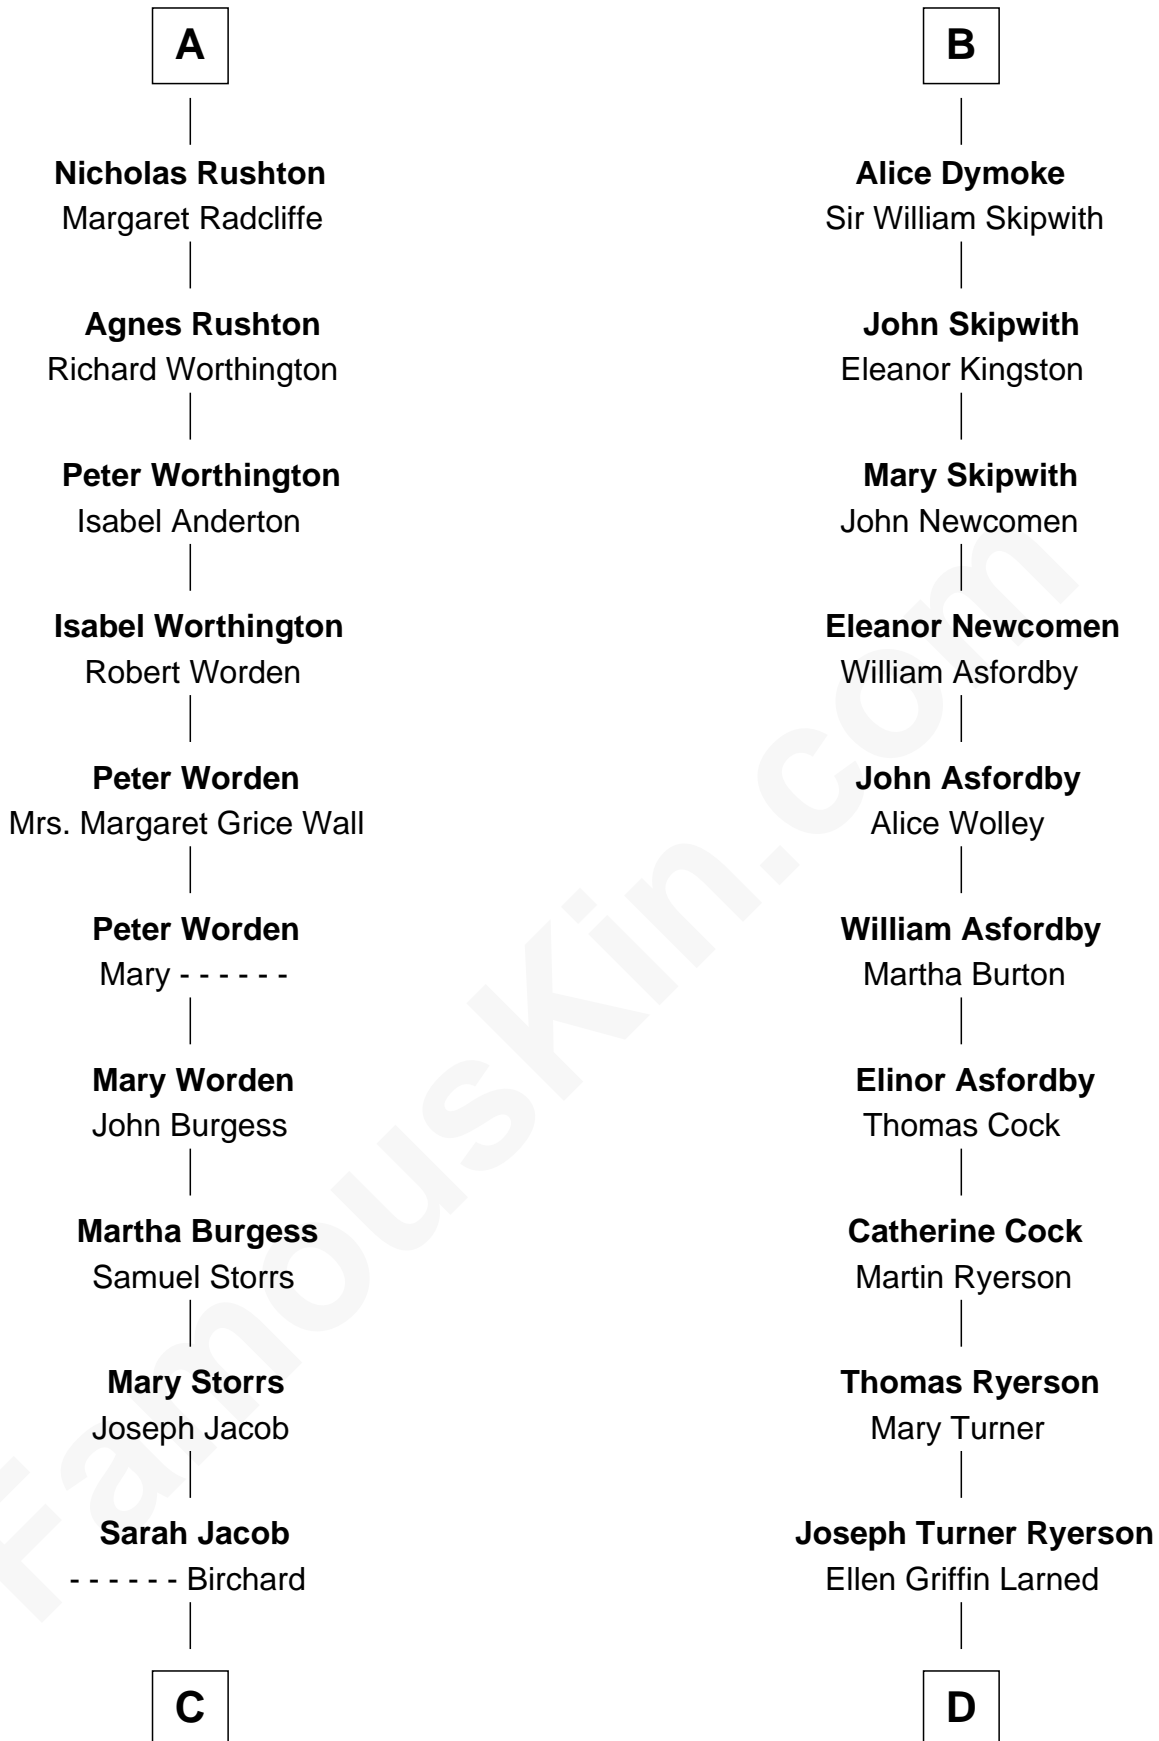 A
Nicholas Rushton
Margaret Radcliffe
Agnes Rushton
Richard Worthington
Peter Worthington
Isabel Anderton
Isabel Worthington
Robert Worden
Peter Worden
Mrs. Margaret Grice Wall
Peter Worden
Mary - - - - - -
Mary Worden
John Burgess
Martha Burgess
Samuel Storrs
Mary Storrs
Joseph Jacob
Sarah Jacob
- - - - - - Birchard
C
B
Alice Dymoke
Sir William Skipwith
John Skipwith
Eleanor Kingston
Mary Skipwith
John Newcomen
Eleanor Newcomen
William Asfordby
John Asfordby
Alice Wolley
William Asfordby
Martha Burton
Elinor Asfordby
Thomas Cock
Catherine Cock
Martin Ryerson
Thomas Ryerson
Mary Turner
Joseph Turner Ryerson
Ellen Griffin Larned
D
FamousKin.com